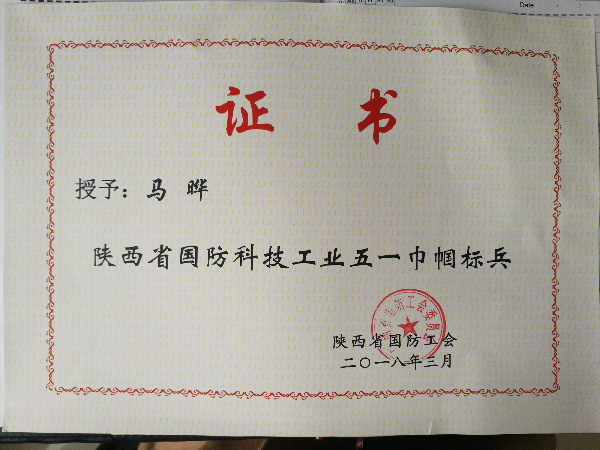 Date
证书
授予：马晔
陕西省国防科技工业五一巾帼标兵
陕西省国防工会
二〇一八年三月